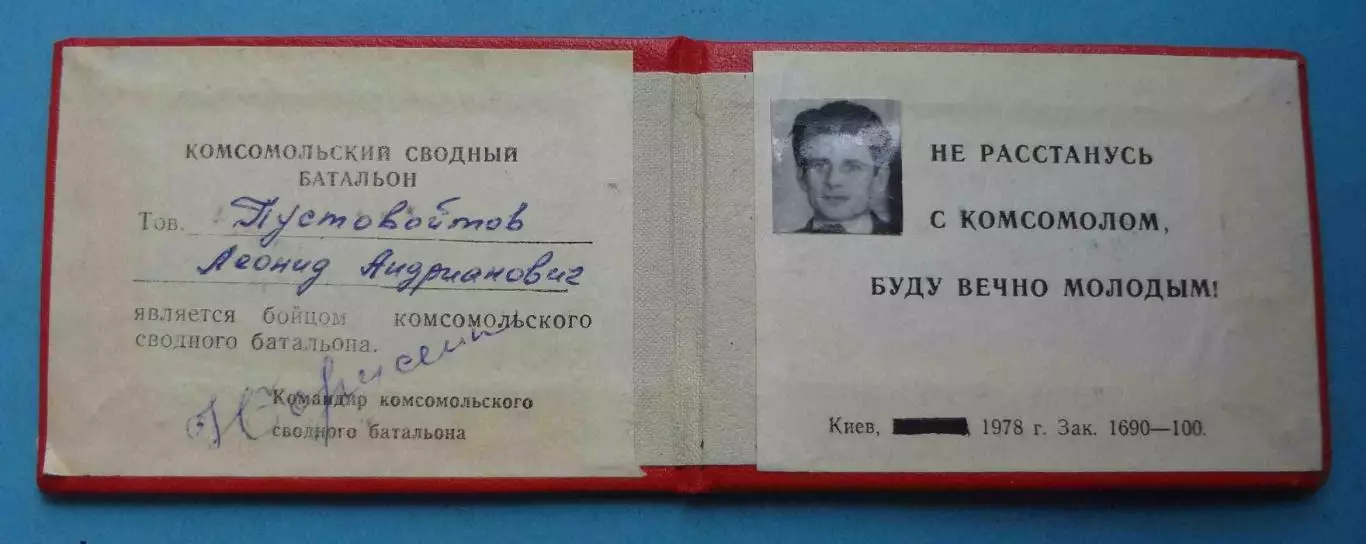 КОМСОМОЛЬСКИЙ СВОДНЫЙ
БАТАЛЬОН
Тов. Пустовойтов
Леонид Андрианович
является бойцом комсомольского
сводного батальона.
Командир комсомольского
сводного батальона
НЕ РАССТАНУСЬ
С КОМСОМОЛОМ,
БУДУ ВЕЧНО МОЛОДЫМ!
Киев, 1978 г. Зак. 1690—100.